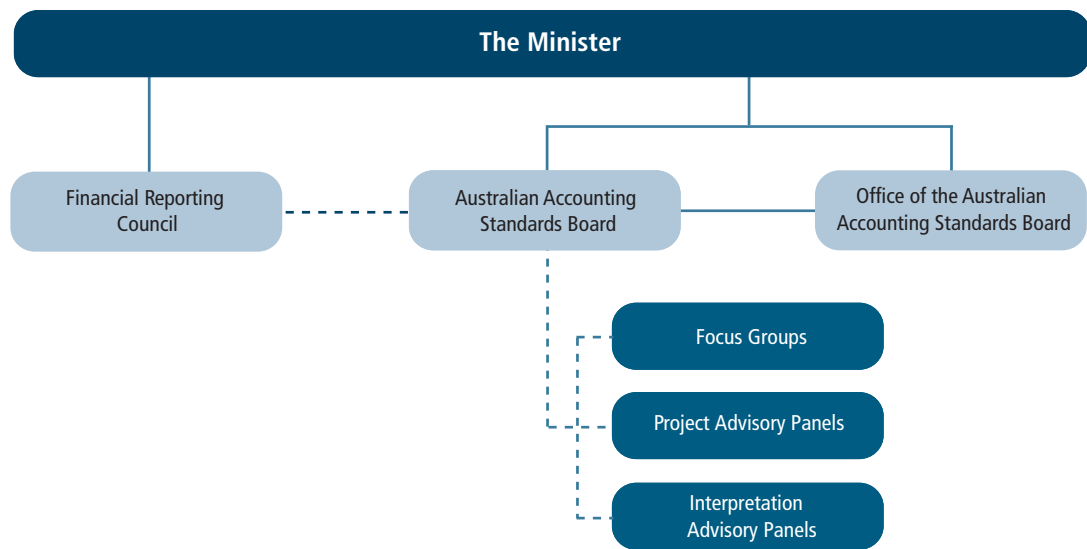 The Minister
Financial Reporting
Council
Australian Accounting
Standards Board
Office of the Australian
Accounting Standards Board
Focus Groups
Project Advisory Panels
Interpretation
Advisory Panels